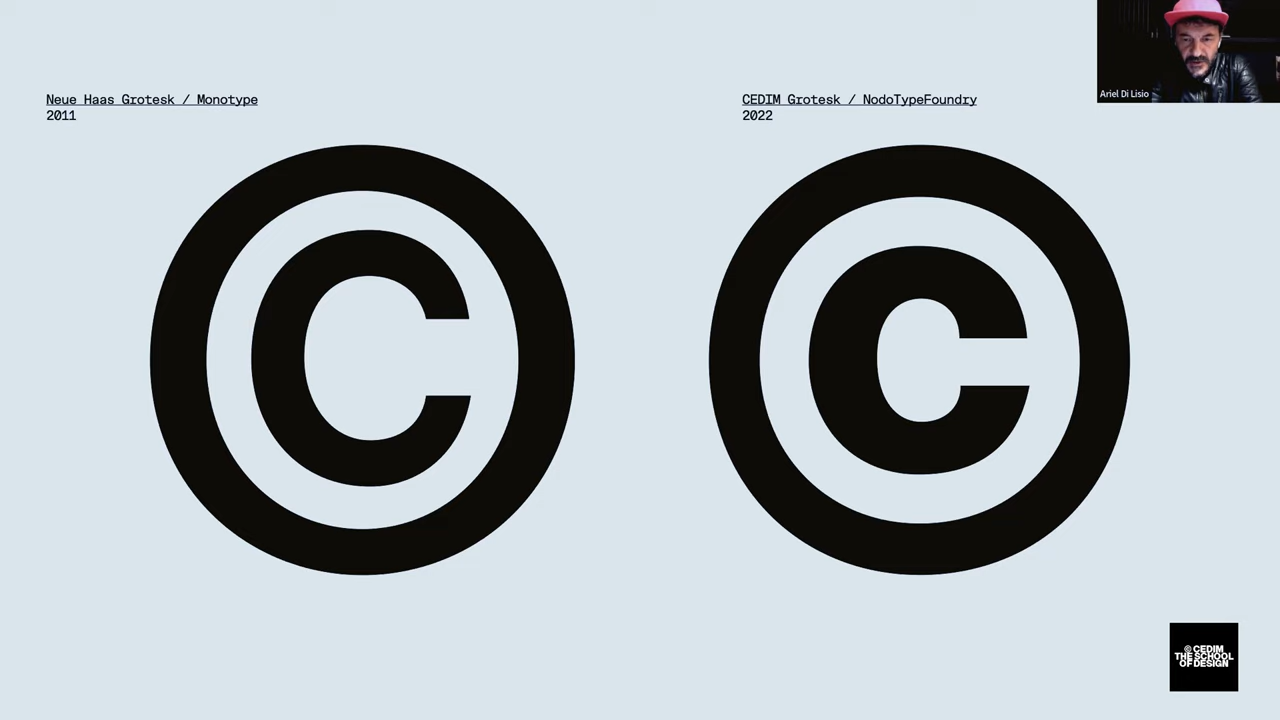 Neue Haas Grotesk / Monotype
2011
CEDIM Grotesk / NodoTypeFoundry
2022
Ariel Di Lisio
©
©
© CEDIM
THE SCHOOL
OF DESIGN